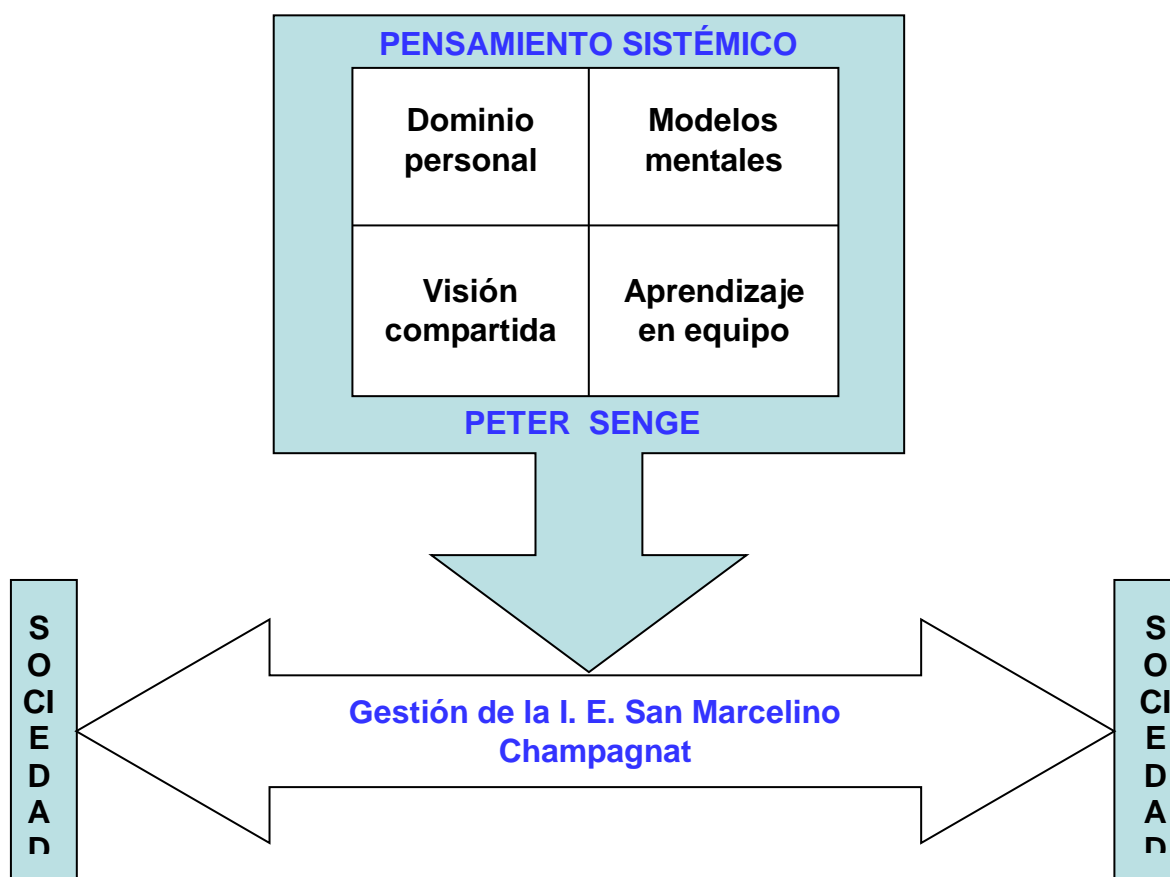 PENSAMIENTO SISTÉMICO
Dominio
personal
Modelos
mentales
Visión
compartida
Aprendizaje
en equipo
PETER SENGE
S
O
CI
E
D
A
D
Gestión de la I. E. San Marcelino
Champagnat
S
O
CI
E
D
A
D